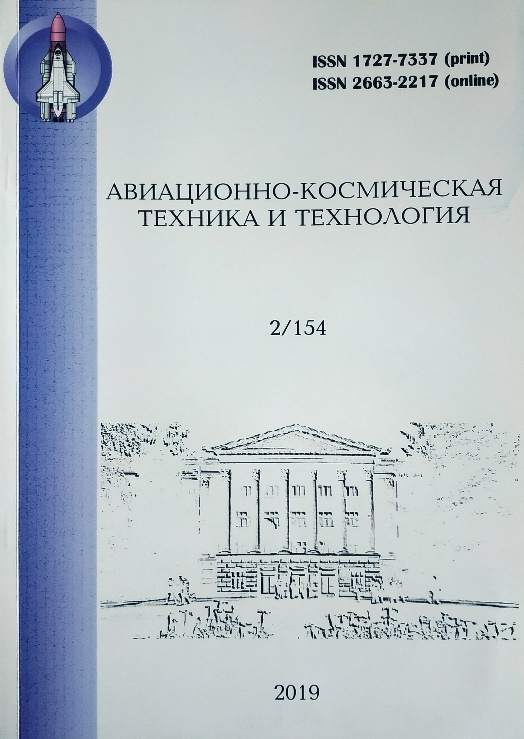 ISSN 1727-7337 (print)
ISSN 2663-2217 (online)
АВИАЦИОННО-КОСМИЧЕСКАЯ
ТЕХНИКА И ТЕХНОЛОГИЯ
2/154
2019